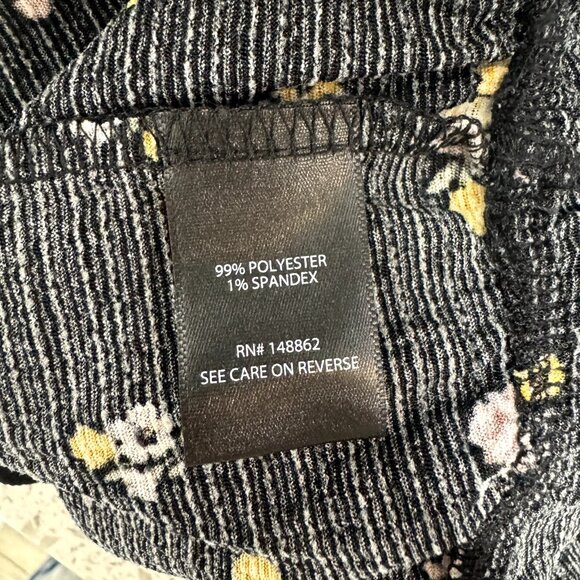 99% POLYESTER
1% SPANDEX
RN# 148862
SEE CARE ON REVERSE